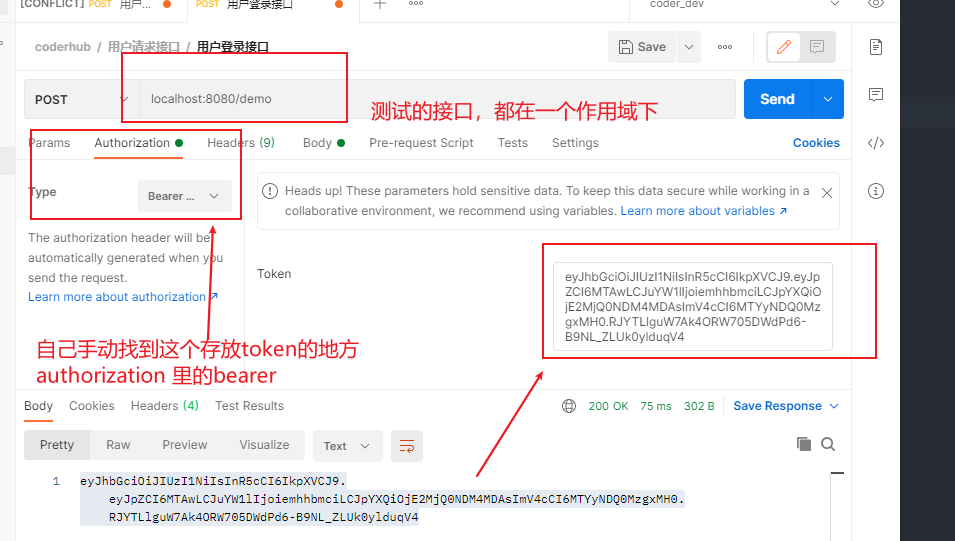 [CONFLICT] POST 用户...
POST 用户登录接口
coder_dev
coderhub / 用户请求接口 / 用户登录接口
Save
POST
localhost:8080/demo
Send
测试的接口，都在一个作用域下
Params
Authorization
Headers (9)
Body
Pre-request Script
Tests
Settings
Cookies
Type
Bearer ...
Heads up! These parameters hold sensitive data. To keep this data secure while working in a
collaborative environment, we recommend using variables. Learn more about variables
The authorization header will be
automatically generated when you
send the request.
Learn more about authorization
Token
eyJhbGciOiJIUzI1NiIsInR5cCI6IkpXVCJ9.eyJp
ZCI6MTAwLCJuYW1lIjoiemhhbmciLCJpYXQiO
jE2MjQ0NDM4MDAsImV4cCI6MTYyNDQ0Mz
gxMH0.RJYTLlguW7Ak4ORW705DWdPd6-
B9NL_ZLUk0ylduqV4
自己手动找到这个存放token的地方
authorization 里的bearer
Body
Cookies
Headers (4)
Test Results
200 OK
75 ms
302 B
Save Response
Pretty
Raw
Preview
Visualize
Text
1
eyJhbGciOiJIUzI1NiIsInR5cCI6IkpXVCJ9.
eyJpZCI6MTAwLCJuYW1lIjoiemhhbmciLCJpYXQiOjE2MjQ0NDM4MDAsImV4cCI6MTYyNDQ0MzgxMH0.
RJYTLlguW7Ak4ORW705DWdPd6-B9NL_ZLUk0ylduqV4